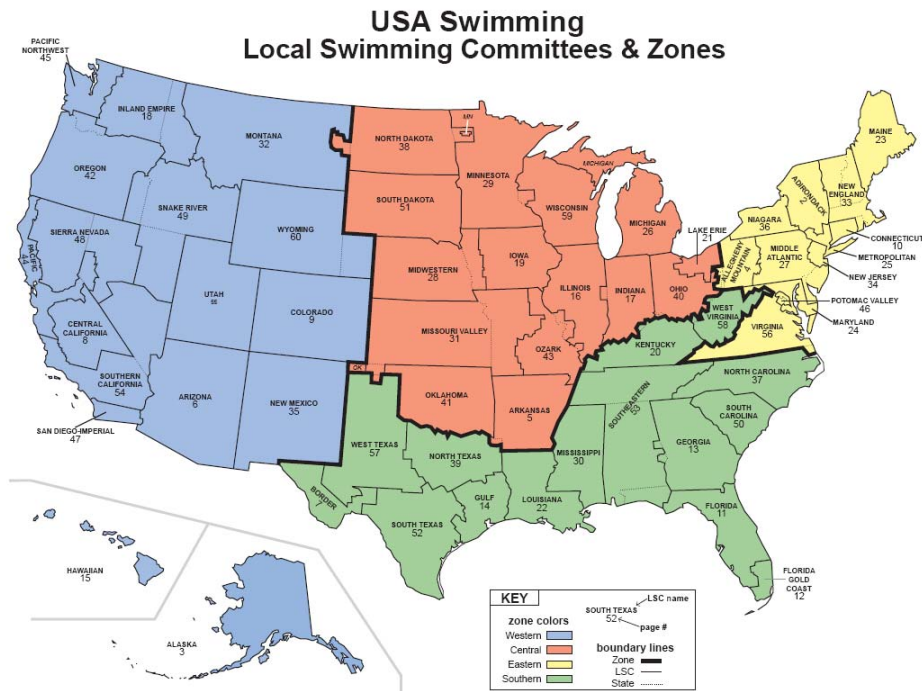 USA Swimming
Local Swimming Committees & Zones
PACIFIC
NORTHWEST
45
INLAND EMPIRE
18
MONTANA
32
OREGON
42
SNAKE RIVER
49
WYOMING
60
SIERRA NEVADA
48
PACIFIC
44
UTAH
COLORADO
9
CENTRAL
CALIFORNIA
8
SOUTHERN
CALIFORNIA
54
SAN DIEGO-IMPERIAL
47
ARIZONA
6
NEW MEXICO
35
NORTH DAKOTA
38
MN
SOUTH DAKOTA
51
MINNESOTA
29
MICHIGAN
WISCONSIN
59
MICHIGAN
26
LAKE ERIE
21
MIDWESTERN
28
IOWA
19
ILLINOIS
16
INDIANA
17
OHIO
40
MISSOURI VALLEY
31
OZARK
43
OK
OKLAHOMA
41
ARKANSAS
5
MAINE
23
ADIRONDACK
2
NEW
ENGLAND
33
NIAGARA
36
CONNECTICUT
10
METROPOLITAN
25
ALLEGHENY
MOUNTAIN
4
MIDDLE
ATLANTIC
27
NEW JERSEY
34
POTOMAC VALLEY
46
MARYLAND
24
WEST
VIRGINIA
58
VIRGINIA
56
KENTUCKY
20
NORTH CAROLINA
37
SOUTHEASTERN
53
SOUTH
CAROLINA
50
GEORGIA
13
MISSISSIPPI
30
WEST TEXAS
57
NORTH TEXAS
39
BORDER
7
GULF
14
LOUISIANA
22
SOUTH TEXAS
52
FLORIDA
11
FLORIDA
GOLD
COAST
12
HAWAIIAN
15
ALASKA
3
KEY
LSC name
SOUTH TEXAS
52
page #
zone colors
Western
Central
Eastern
Southern
boundary lines
Zone
LSC
State